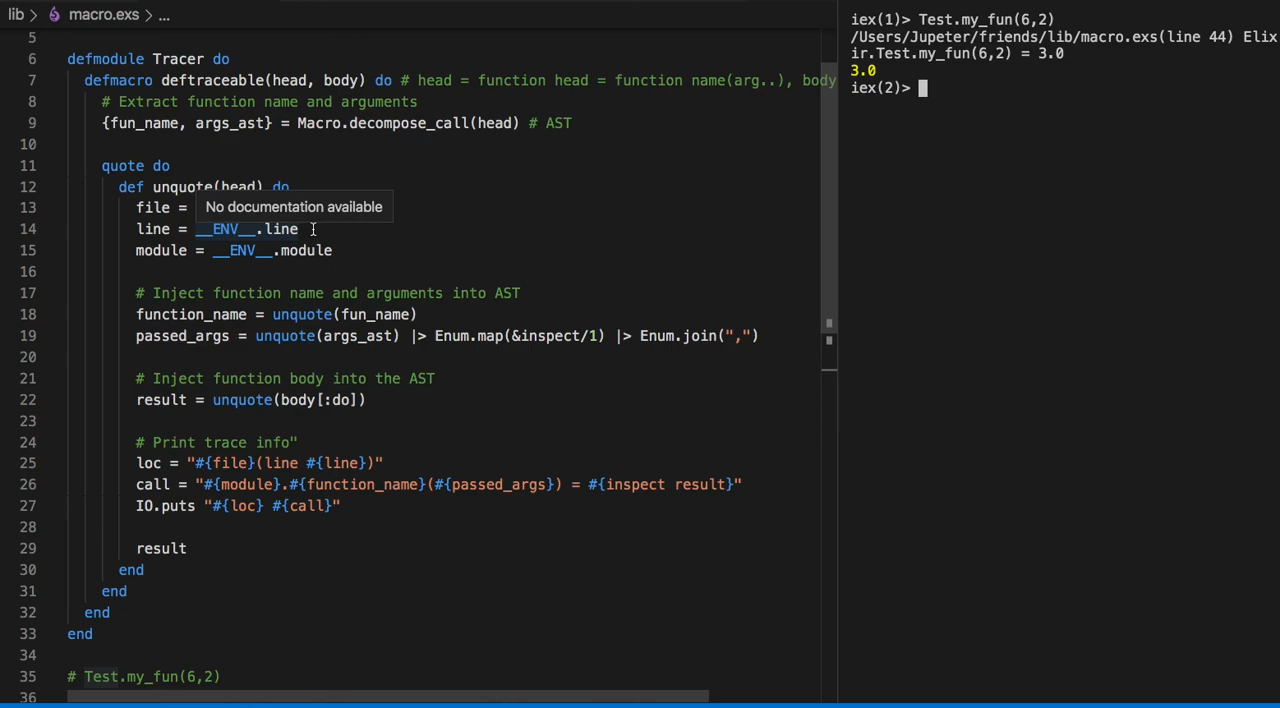 lib > macro.exs > ...
5
6 defmodule Tracer do
7 defmacro deftraceable(head, body) do # head = function head = function name(arg..), body
8 # Extract function name and arguments
9 {fun_name, args_ast} = Macro.decompose_call(head) # AST
10
11 quote do
12 def unquote(head) do
13 file =
No documentation available
14 line = __ENV__.line
15 module = __ENV__.module
16
17 # Inject function name and arguments into AST
18 function_name = unquote(fun_name)
19 passed_args = unquote(args_ast) |> Enum.map(&inspect/1) |> Enum.join(",")
20
21 # Inject function body into the AST
22 result = unquote(body[:do])
23
24 # Print trace info"
25 loc = "#{file}(line #{line})"
26 call = "#{module}.#{function_name}(#{passed_args}) = #{inspect result}"
27 IO.puts "#{loc} #{call}"
28
29 result
30 end
31 end
32 end
33 end
34
35 # Test.my_fun(6,2)
36
iex(1)> Test.my_fun(6,2)
/Users/Jupeter/friends/lib/macro.exs(line 44) Elix
ir.Test.my_fun(6,2) = 3.0
3.0
iex(2)>